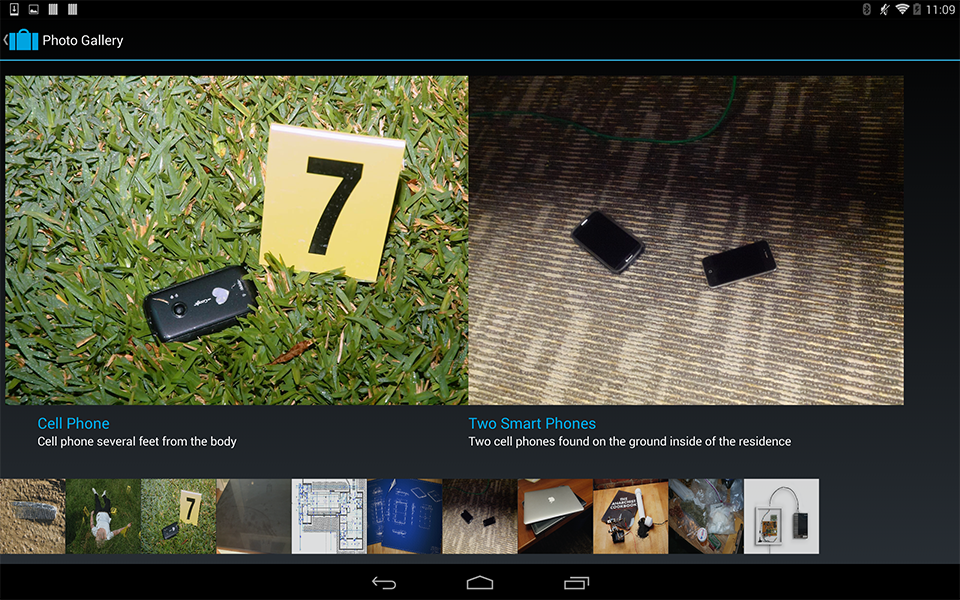 11:09
Photo Gallery
7
Google
Cell Phone
Cell phone several feet from the body
Two Smart Phones
Two cell phones found on the ground inside of the residence
7
THE
ANARCHIST
COOKBOOK